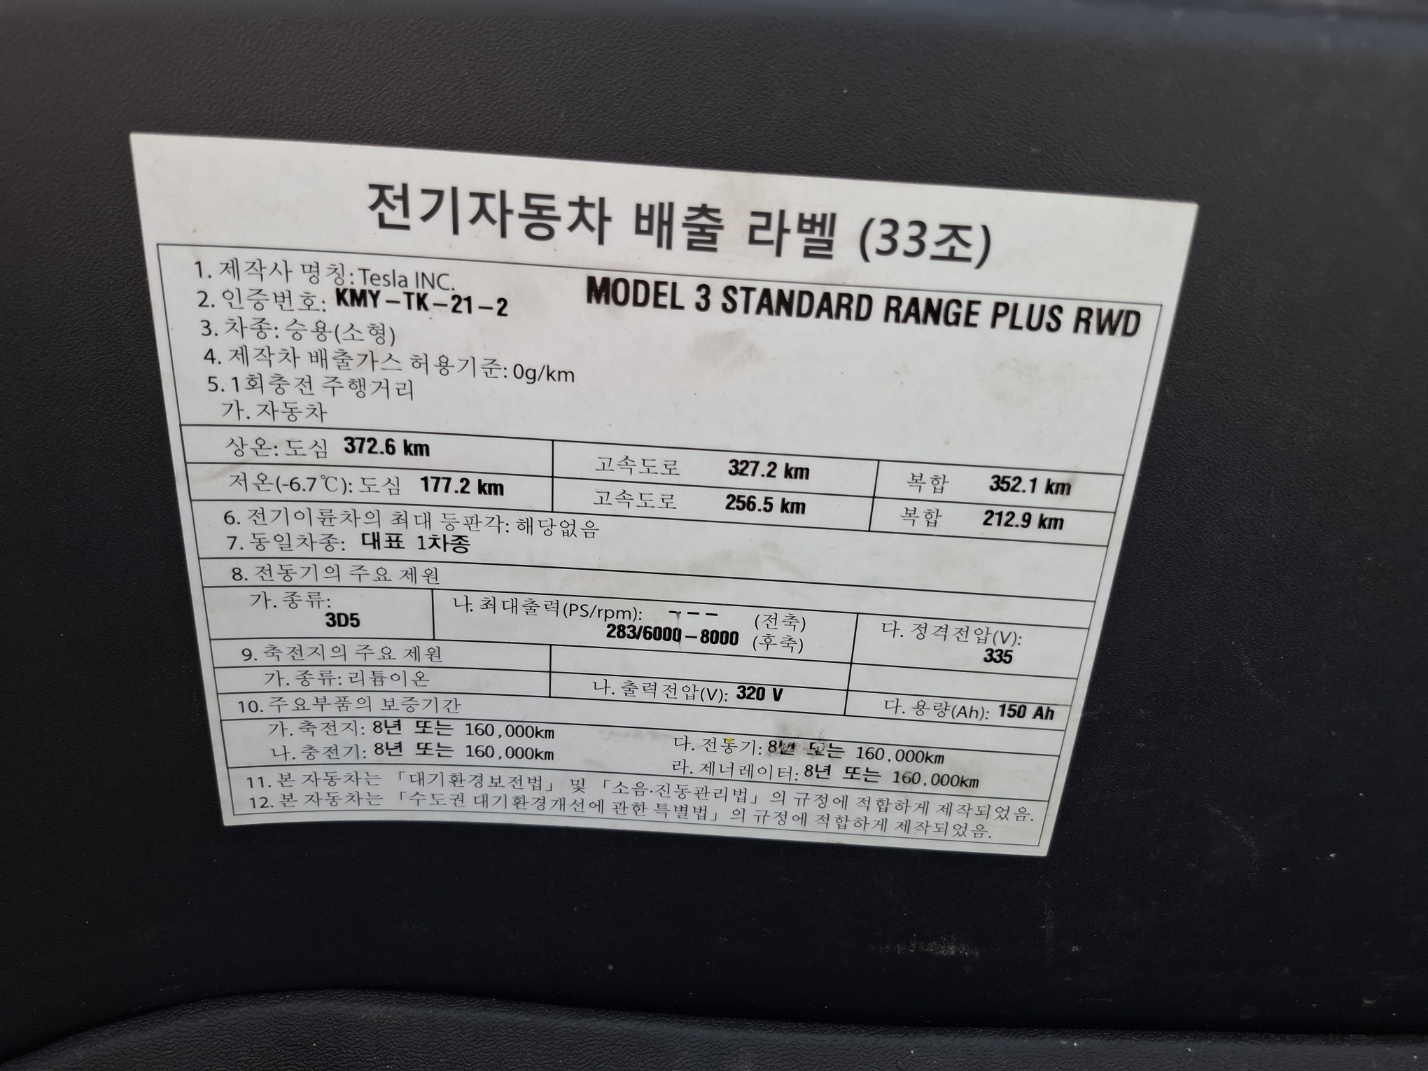 전기자동차 배출 라벨 (33조)
1. 제작사 명칭: Tesla INC.
MODEL 3 STANDARD RANGE PLUS RWD
2. 인증번호: KMY-TK-21-2
3. 차종: 승용(소형)
4. 제작차 배출가스 허용기준: 0g/km
5. 1회충전 주행거리
가. 자동차
상온: 도심 372.6 km 고속도로 327.2 km 복합 352.1 km
저온(-6.7℃): 도심 177.2 km 고속도로 256.5 km 복합 212.9 km
6. 전기이륜차의 최대 등판각: 해당없음
7. 동일차종: 대표 1차종
8. 전동기의 주요 제원
가. 종류: 3D5
나. 최대출력(PS/rpm): --- (전축)
283/6000-8000 (후축)
다. 정격전압(V): 335
9. 축전지의 주요 제원
가. 종류: 리튬이온 나. 출력전압(V): 320 V 다. 용량(Ah): 150 Ah
10. 주요부품의 보증기간
가. 축전지: 8년 또는 160,000km 다. 전동기: 8년 또는 160,000km
나. 충전기: 8년 또는 160,000km 라. 제너레이터: 8년 또는 160,000km
11. 본 자동차는 「대기환경보전법」 및 「소음·진동관리법」의 규정에 적합하게 제작되었음.
12. 본 자동차는 「수도권 대기환경개선에 관한 특별법」의 규정에 적합하게 제작되었음.